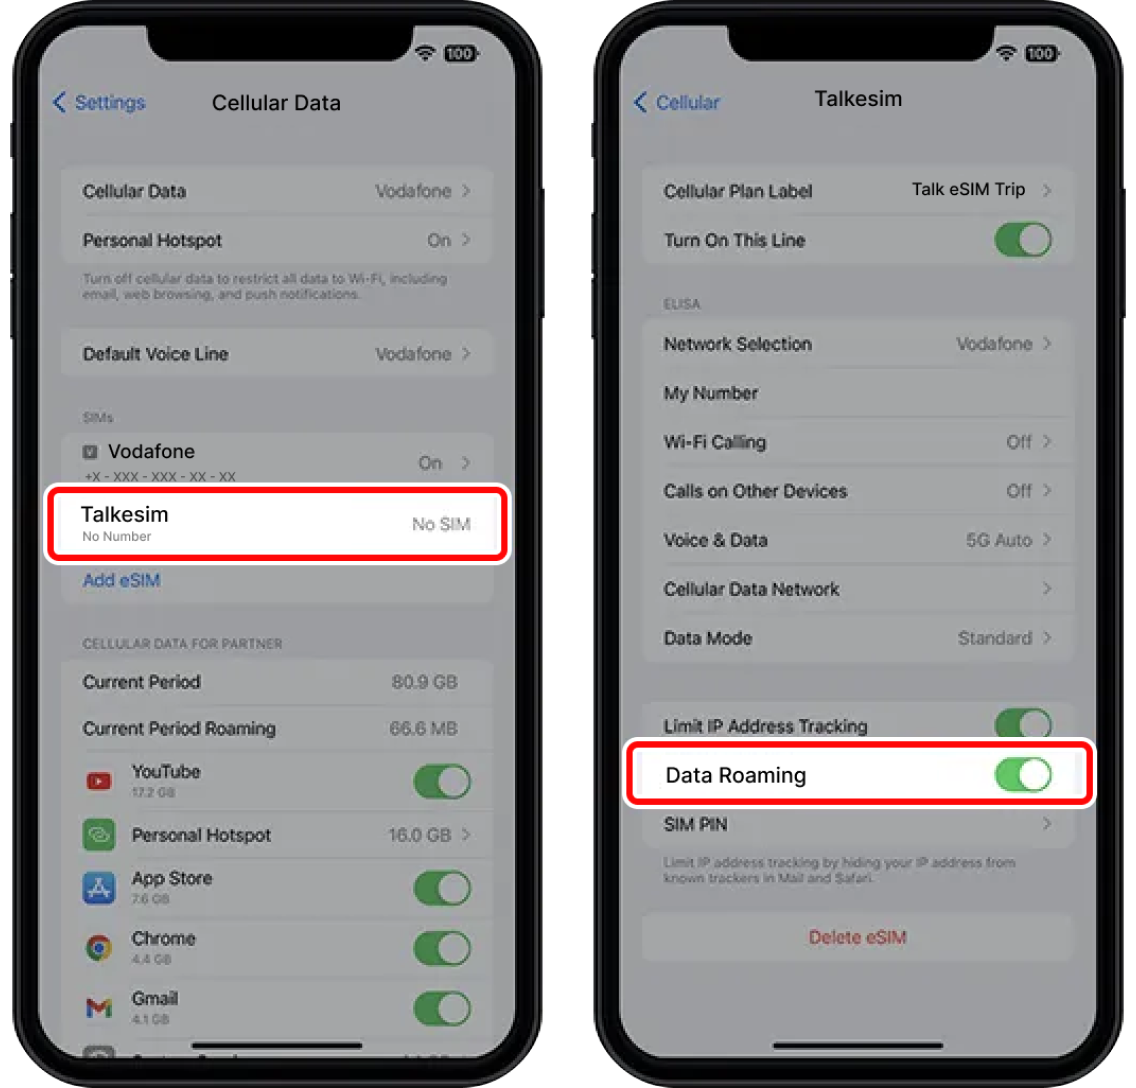 100
Settings
Cellular Data
Cellular Data Vodafone
Personal Hotspot On
Turn off cellular data to restrict all data to Wi-Fi, including
email, web browsing, and push notifications.
Default Voice Line Vodafone
SIMs
V Vodafone
On
+X - XXX - XXX - XX - XX
Talkesim
No SIM
No Number
Add eSIM
CELLULAR DATA FOR PARTNER
Current Period 80.9 GB
Current Period Roaming 66.6 MB
YouTube
17.2 GB
Personal Hotspot 16.0 GB
App Store
7.6 GB
Chrome
4.4 GB
Gmail
4.1 GB
100
Cellular
Talkesim
Cellular Plan Label Talk eSIM Trip
Turn On This Line
ELISA
Network Selection Vodafone
My Number
Wi-Fi Calling Off
Calls on Other Devices Off
Voice & Data 5G Auto
Cellular Data Network
Data Mode Standard
Limit IP Address Tracking
Data Roaming
SIM PIN
Limit IP address tracking by hiding your IP address from
known trackers in Mail and Safari.
Delete eSIM